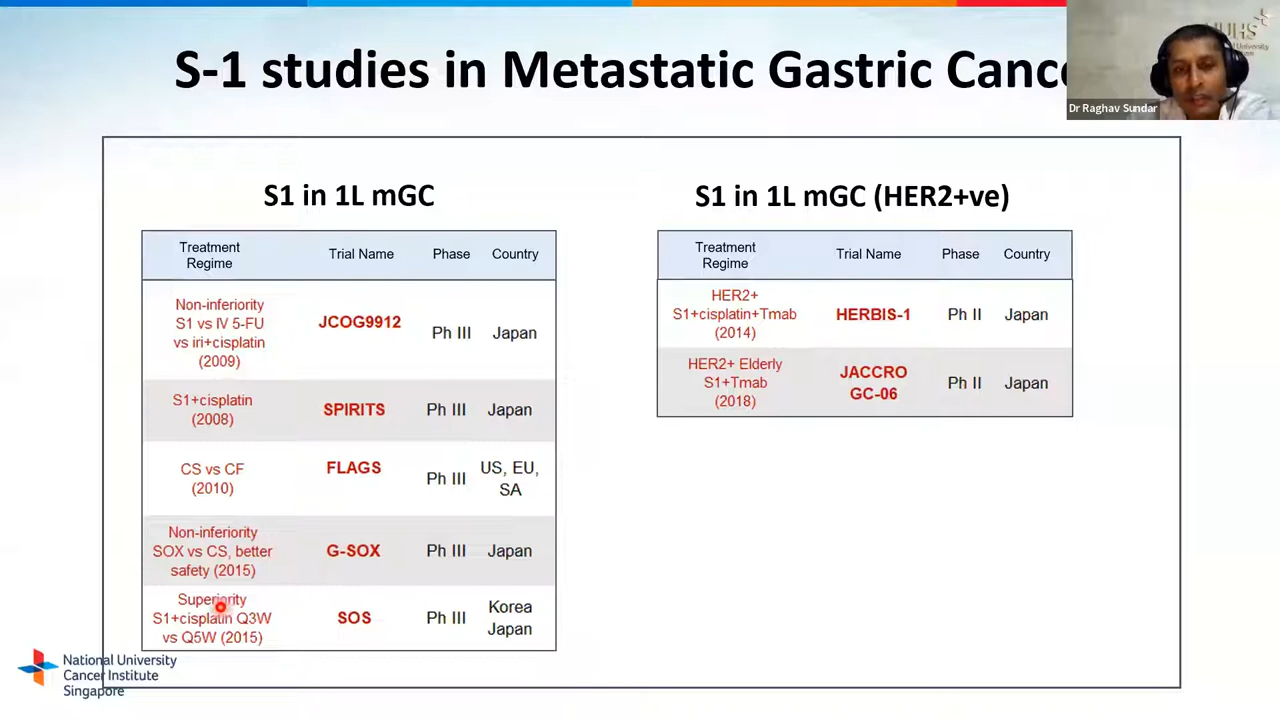 S-1 studies in Metastatic Gastric Canc
Dr Raghav Sundar
S1 in 1L mGC
Treatment Regime Trial Name Phase Country
Non-inferiority
S1 vs IV 5-FU
vs iri+cisplatin
(2009)
JCOG9912 Ph III Japan
S1+cisplatin
(2008)
SPIRITS Ph III Japan
CS vs CF
(2010)
FLAGS Ph III US, EU,
SA
Non-inferiority
SOX vs CS, better
safety (2015)
G-SOX Ph III Japan
Superiority
S1+cisplatin Q3W
vs Q5W (2015)
SOS Ph III Korea
Japan
S1 in 1L mGC (HER2+ve)
Treatment Regime Trial Name Phase Country
HER2+
S1+cisplatin+Tmab
(2014)
HERBIS-1 Ph II Japan
HER2+ Elderly
S1+Tmab
(2018)
JACCRO
GC-06
Ph II Japan
National University
Cancer Institute
Singapore